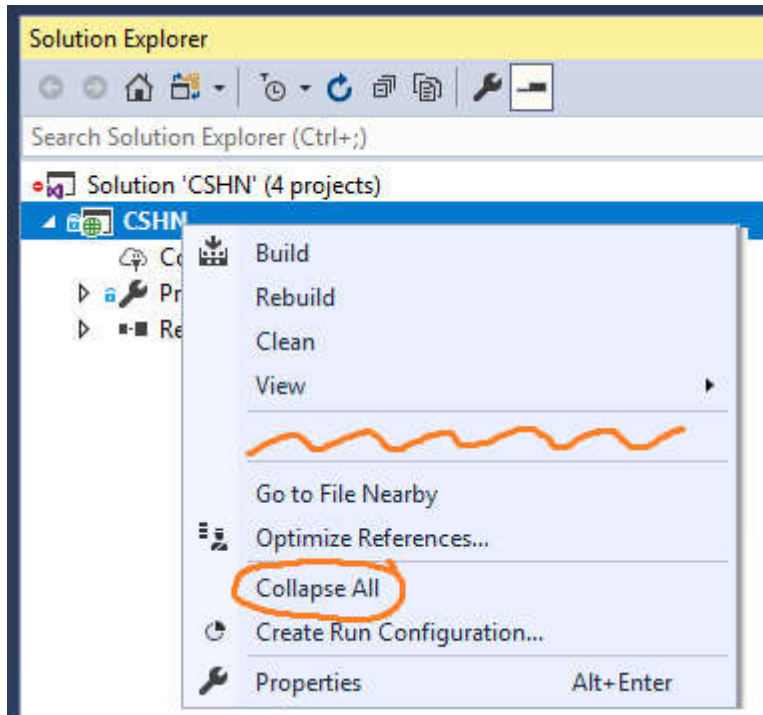 Solution Explorer
Search Solution Explorer (Ctrl+;)
Solution 'CSHN' (4 projects)
CSHN
Build
Rebuild
Clean
View
Go to File Nearby
Optimize References...
Collapse All
Create Run Configuration...
Properties Alt+Enter